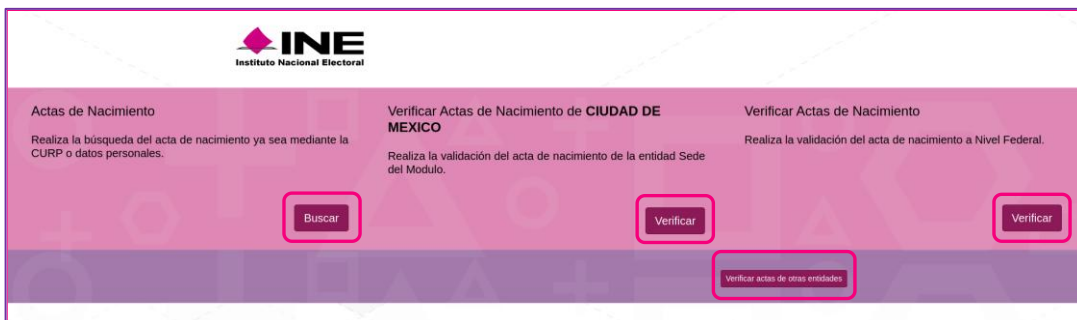 INE
Instituto Nacional Electoral
Actas de Nacimiento
Realiza la búsqueda del acta de nacimiento ya sea mediante la
CURP o datos personales.
Buscar
Verificar Actas de Nacimiento de CIUDAD DE
MEXICO
Realiza la validación del acta de nacimiento de la entidad Sede
del Modulo.
Verificar
Verificar Actas de Nacimiento
Realiza la validación del acta de nacimiento a Nivel Federal.
Verificar
Verificar actas de otras entidades